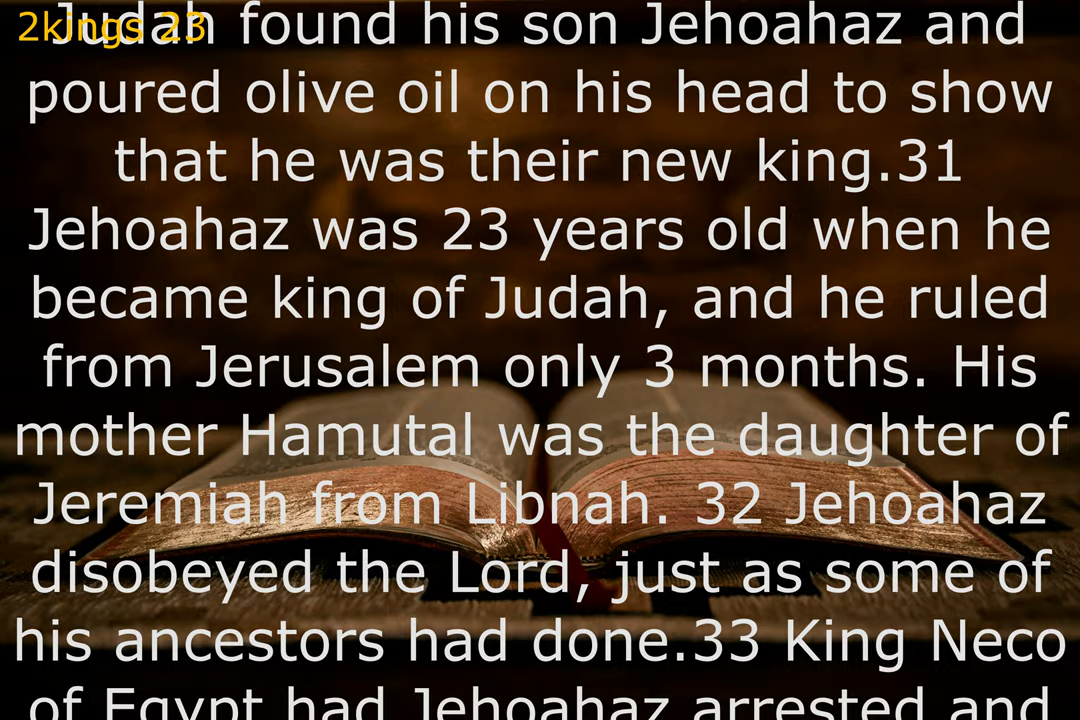 2kings 23
Judah found his son Jehoahaz and
poured olive oil on his head to show
that he was their new king.31
Jehoahaz was 23 years old when he
became king of Judah, and he ruled
from Jerusalem only 3 months. His
mother Hamutal was the daughter of
Jeremiah from Libnah. 32 Jehoahaz
disobeyed the Lord, just as some of
his ancestors had done.33 King Neco
of Egypt had Jehoahaz arrested and